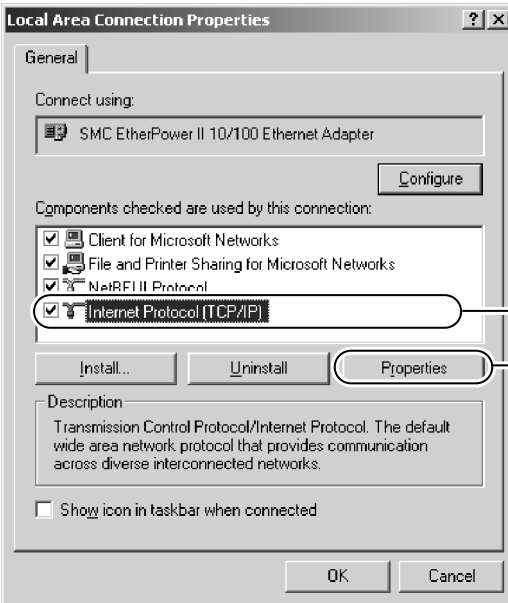 Local Area Connection Properties
General
Connect using:
SMC EtherPower II 10/100 Ethernet Adapter
Configure
Components checked are used by this connection:
Client for Microsoft Networks
File and Printer Sharing for Microsoft Networks
NetBEUI Protocol
Internet Protocol (TCP/IP)
Install...
Uninstall
Properties
Description
Transmission Control Protocol/Internet Protocol. The default
wide area network protocol that provides communication
across diverse interconnected networks.
Show icon in taskbar when connected
OK
Cancel